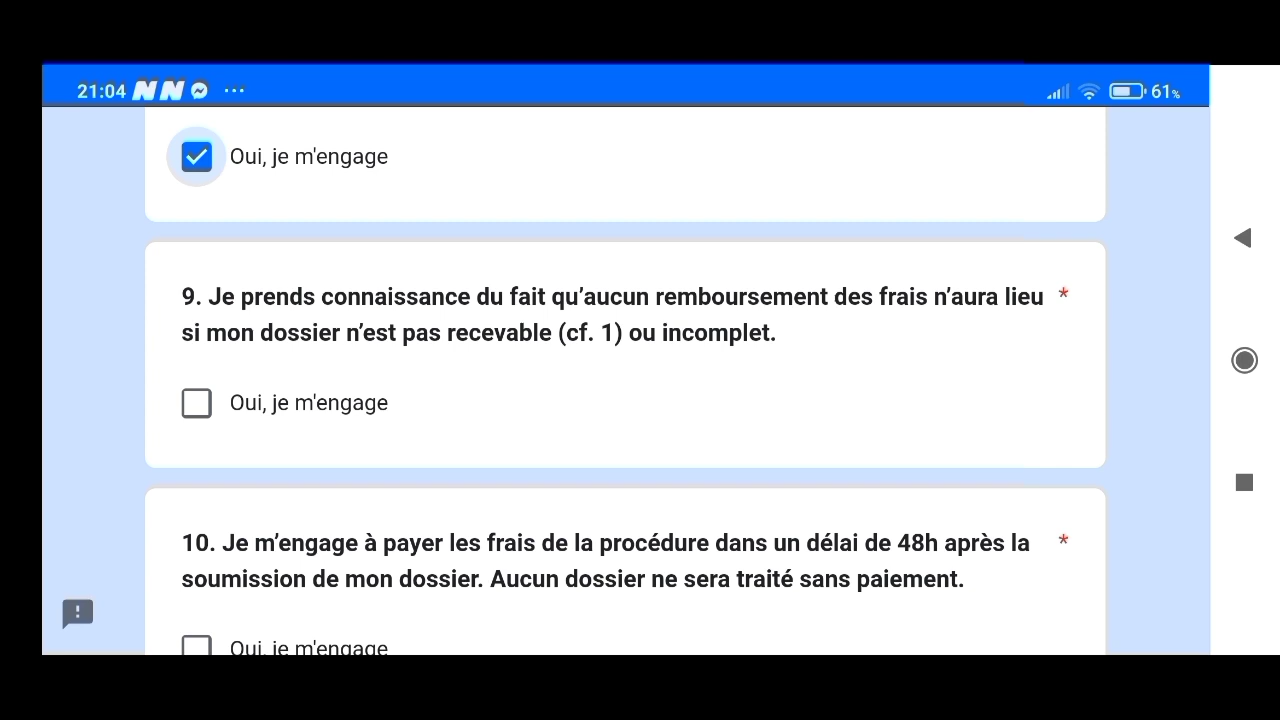 21:04 NN ... 61%
Oui, je m'engage
9. Je prends connaissance du fait qu’aucun remboursement des frais n’aura lieu *
si mon dossier n’est pas recevable (cf. 1) ou incomplet.
Oui, je m'engage
10. Je m’engage à payer les frais de la procédure dans un délai de 48h après la *
soumission de mon dossier. Aucun dossier ne sera traité sans paiement.
Oui, je m'engage